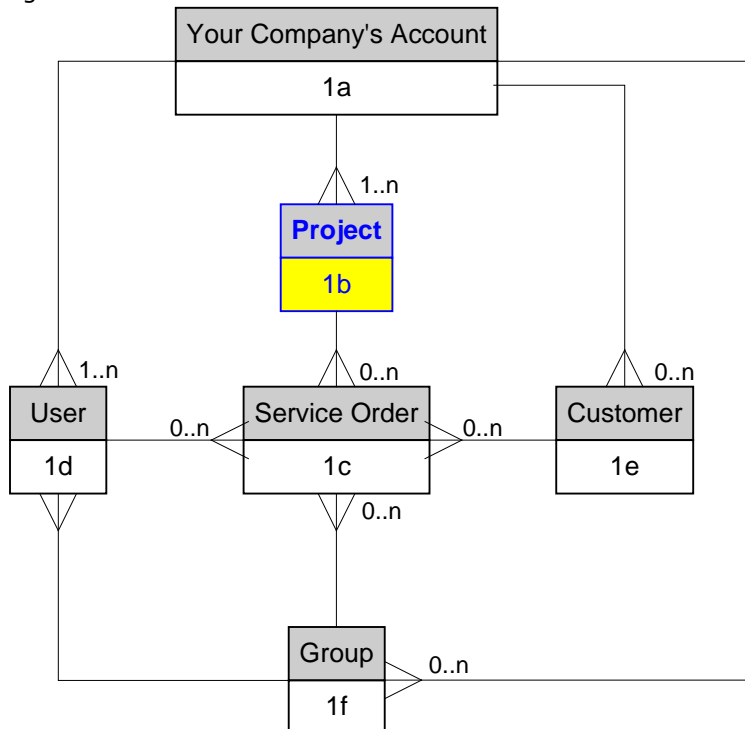 Your Company's Account
1a
1..n
Project
1b
1..n
0..n
0..n
User
Service Order
Customer
0..n
0..n
1d
1c
1e
0..n
Group
0..n
1f